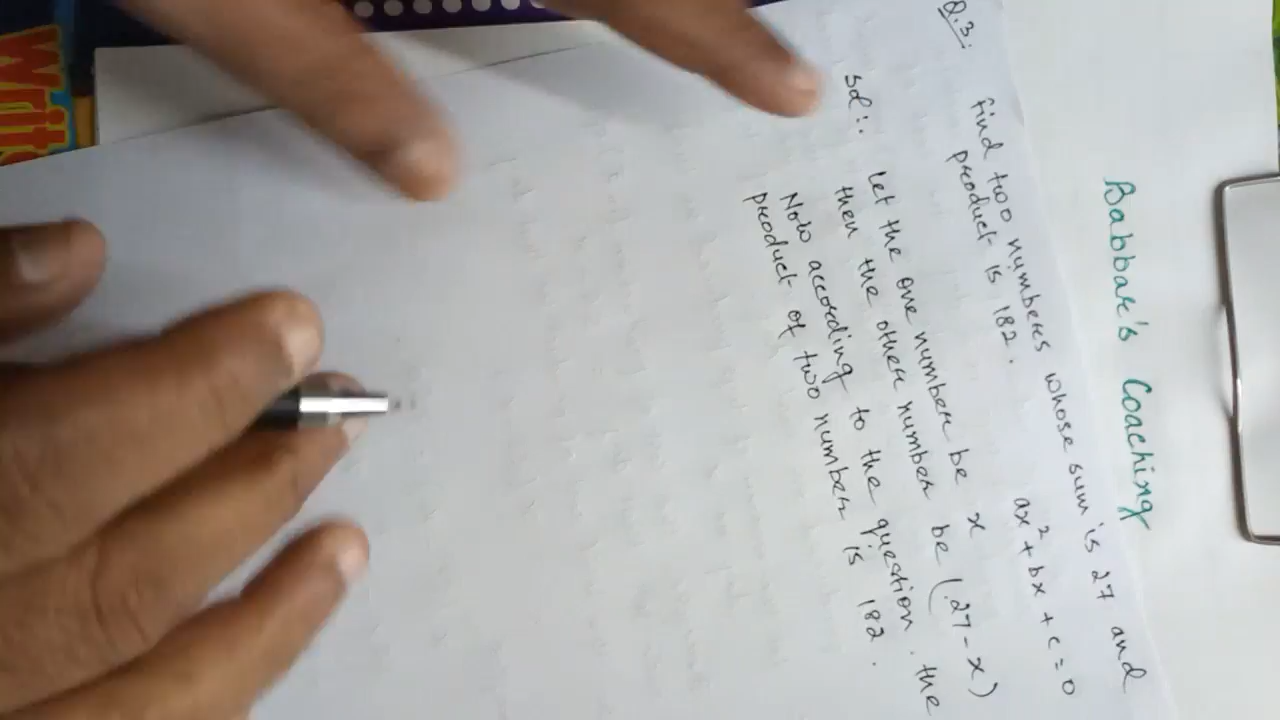 Babbar's Coaching
Q.3. find two numbers whose sum is 27 and
product is 182.
ax² + bx + c = 0
sol:. let the one number be x
then the other number be (27 - x)
Now according to the question. the
product of two number is 182.